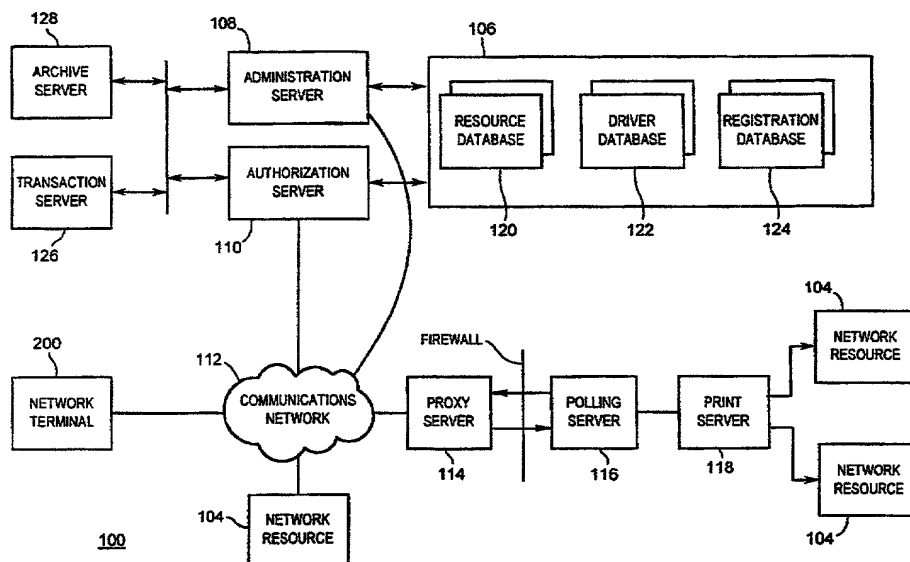 128
ARCHIVE
SERVER
108
ADMINISTRATION
SERVER
106
RESOURCE
DATABASE
DRIVER
DATABASE
REGISTRATION
DATABASE
120
122
124
TRANSACTION
SERVER
126
AUTHORIZATION
SERVER
110
200
NETWORK
TERMINAL
112
COMMUNICATIONS
NETWORK
FIREWALL
PROXY
SERVER
114
POLLING
SERVER
116
PRINT
SERVER
118
104
NETWORK
RESOURCE
NETWORK
RESOURCE
104
104
NETWORK
RESOURCE
100